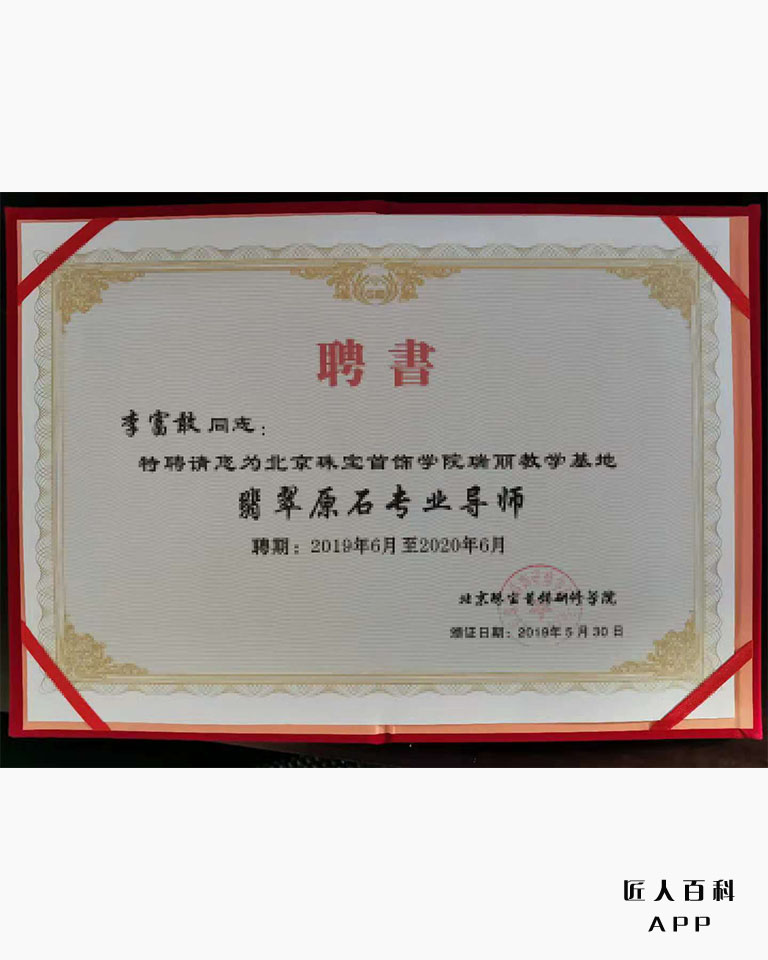 聘書
李富敢同志：
特聘请您为北京珠宝首饰学院瑞丽教学基地
翡翠原石专业导师
聘期：2019年6月至2020年6月
北京珠宝首饰研修学院
颁证日期：2019年5月30日
匠人百科
APP